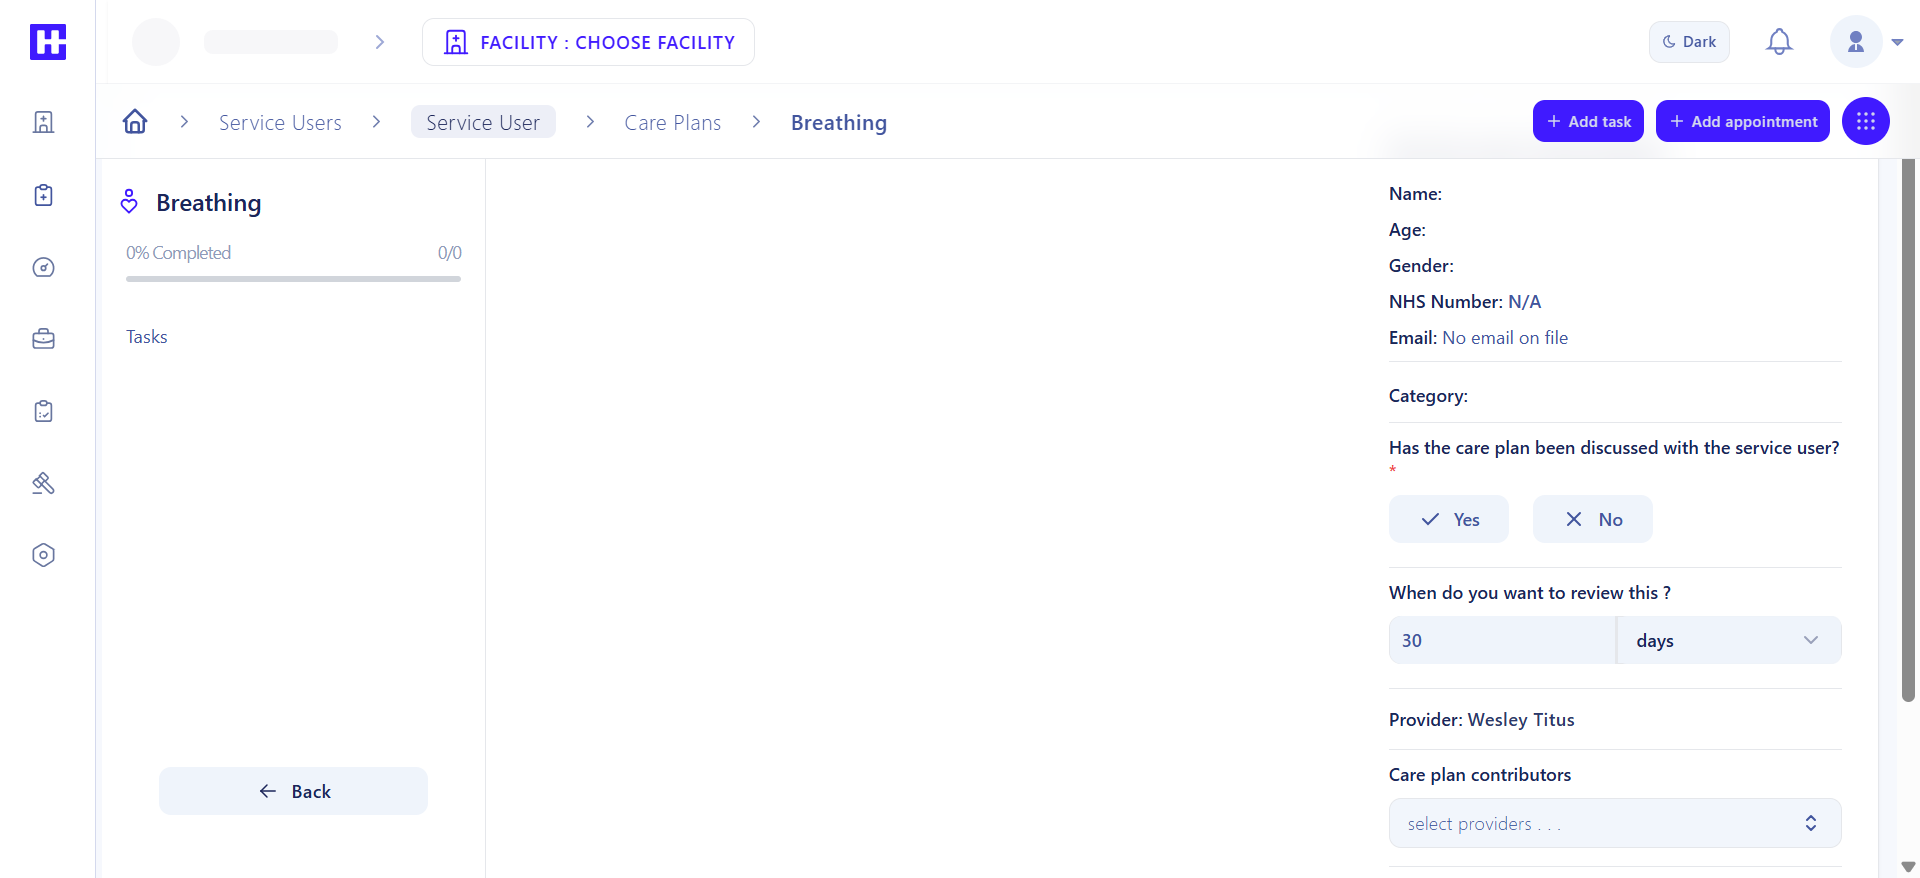 H
FACILITY : CHOOSE FACILITY
Dark
Service Users
Service User
Care Plans
Breathing
+ Add task
+ Add appointment
Breathing
0% Completed
0/0
Tasks
Back
Name:
Age:
Gender:
NHS Number: N/A
Email: No email on file
Category:
Has the care plan been discussed with the service user?
*
Yes
No
When do you want to review this ?
30
days
Provider: Wesley Titus
Care plan contributors
select providers . . .